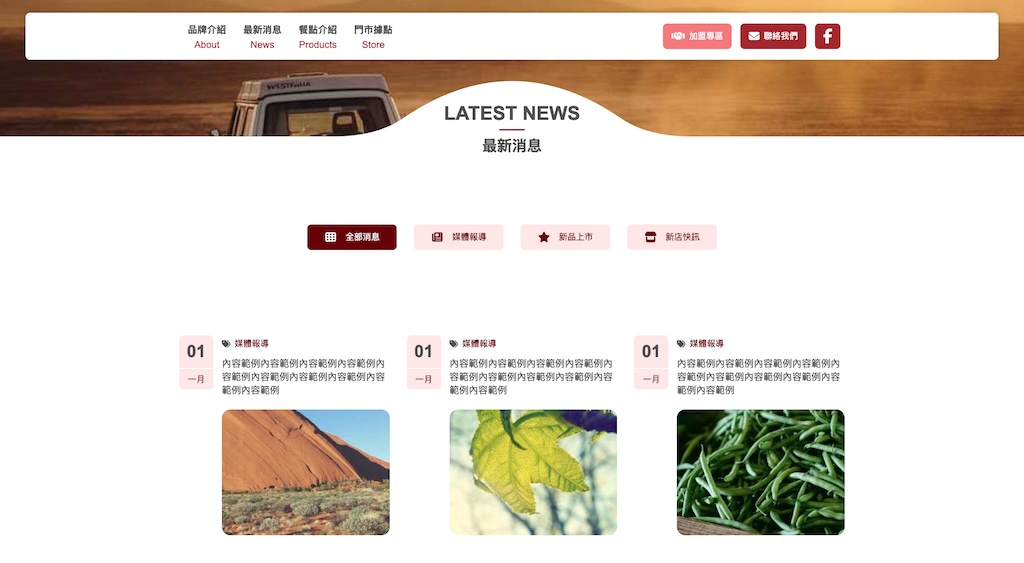 品牌介紹 最新消息 餐點介紹 門市據點
About News Products Store
加盟專區 聯絡我們
WESTFALIA
LATEST NEWS
最新消息
全部消息 媒體報導 新品上市 新店快訊
01
一月
媒體報導
內容範例內容範例內容範例內容範例內
容範例內容範例內容範例內容範例內容
範例內容範例
01
一月
媒體報導
內容範例內容範例內容範例內容範例內
容範例內容範例內容範例內容範例內容
範例內容範例
01
一月
媒體報導
內容範例內容範例內容範例內容範例內
容範例內容範例內容範例內容範例內容
範例內容範例